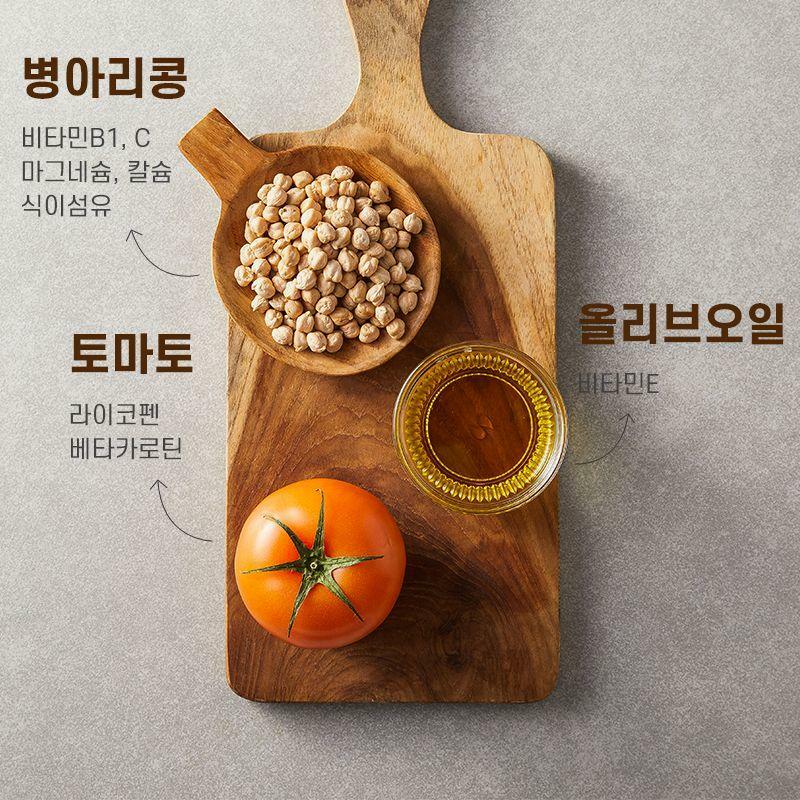 병아리콩
비타민B1, C
마그네슘, 칼슘
식이섬유
토마토
라이코펜
베타카로틴
올리브오일
비타민E